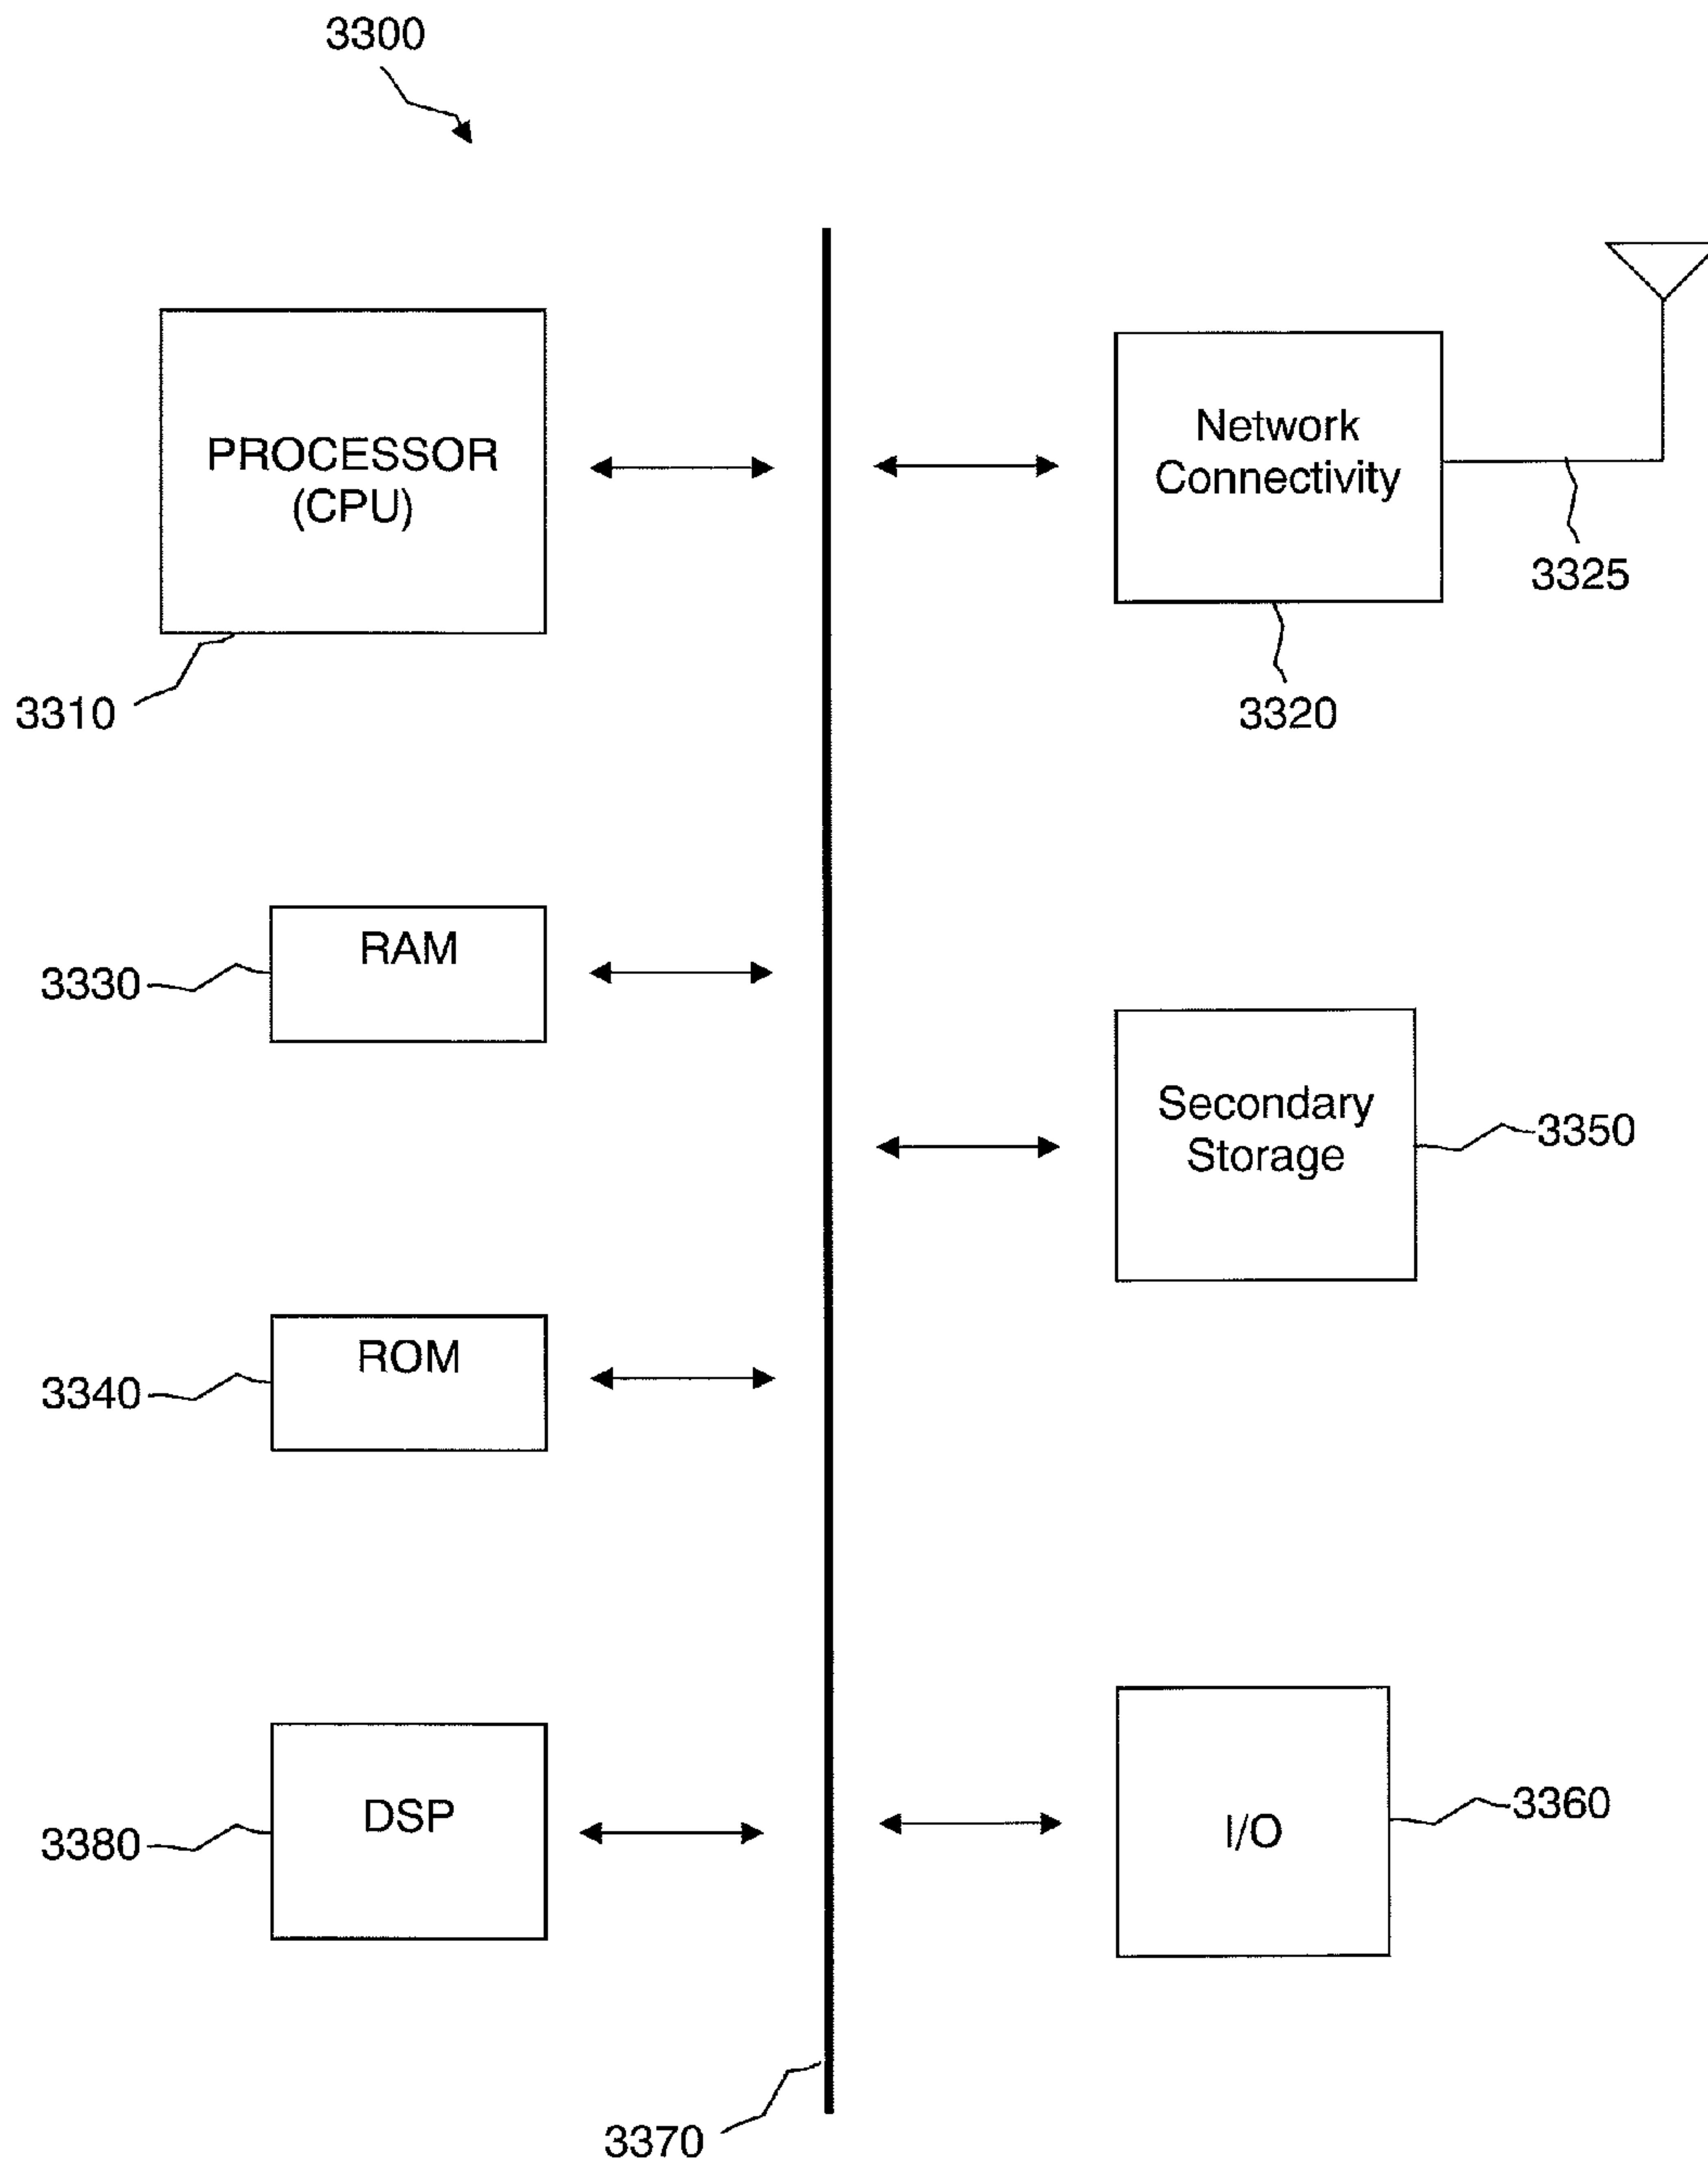 3300
PROCESSOR
(CPU)
3310
Network
Connectivity
3325
3320
RAM
3330
Secondary
Storage
3350
ROM
3340
DSP
3380
I/O
3360
3370